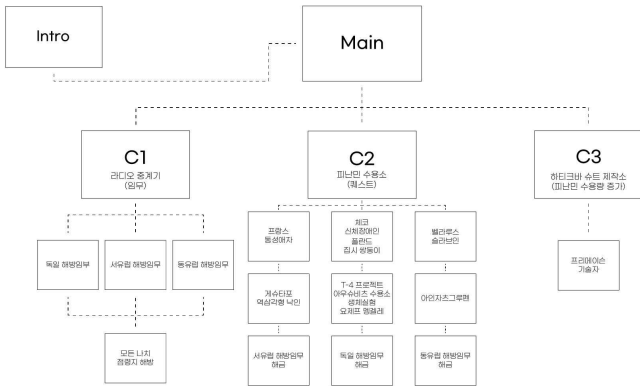 Intro
Main
C1
라디오 중계기
(임무)
C2
피난민 수용소
(퀘스트)
C3
하티크바 슈트 제작소
(피난민 수용량 증가)
독일 해방임부
서유럽 해방임무
동유럽 해방임무
모든 나치
점령지 해방
프랑스
동성애자
체코
신체장애인
폴란드
집시 쌍둥이
벨라루스
슬라브인
게슈타포
역삼각형 낙인
T-4 프로젝트
아우슈비츠 수용소
생체실험
요제프 멩겔레
아인자츠그루펜
서유럽 해방임무
해금
독일 해방임무
해금
동유럽 해방임무
해금
프리메이슨
기술자